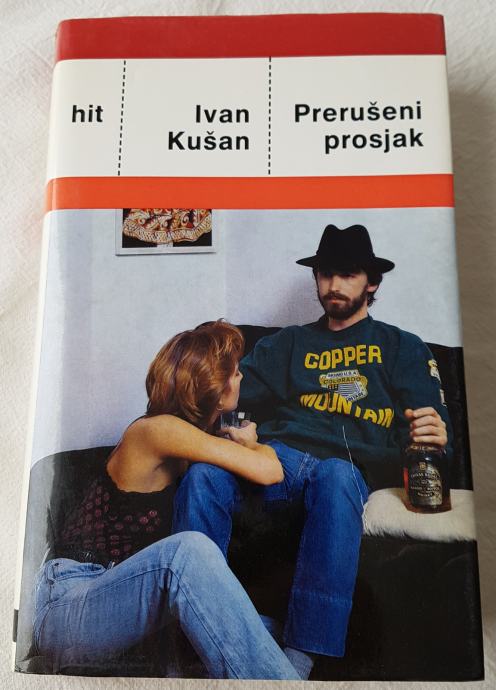 hit
Ivan
Kušan
Prerušeni
prosjak
COPPER
COLORADO
MOUNTAIN